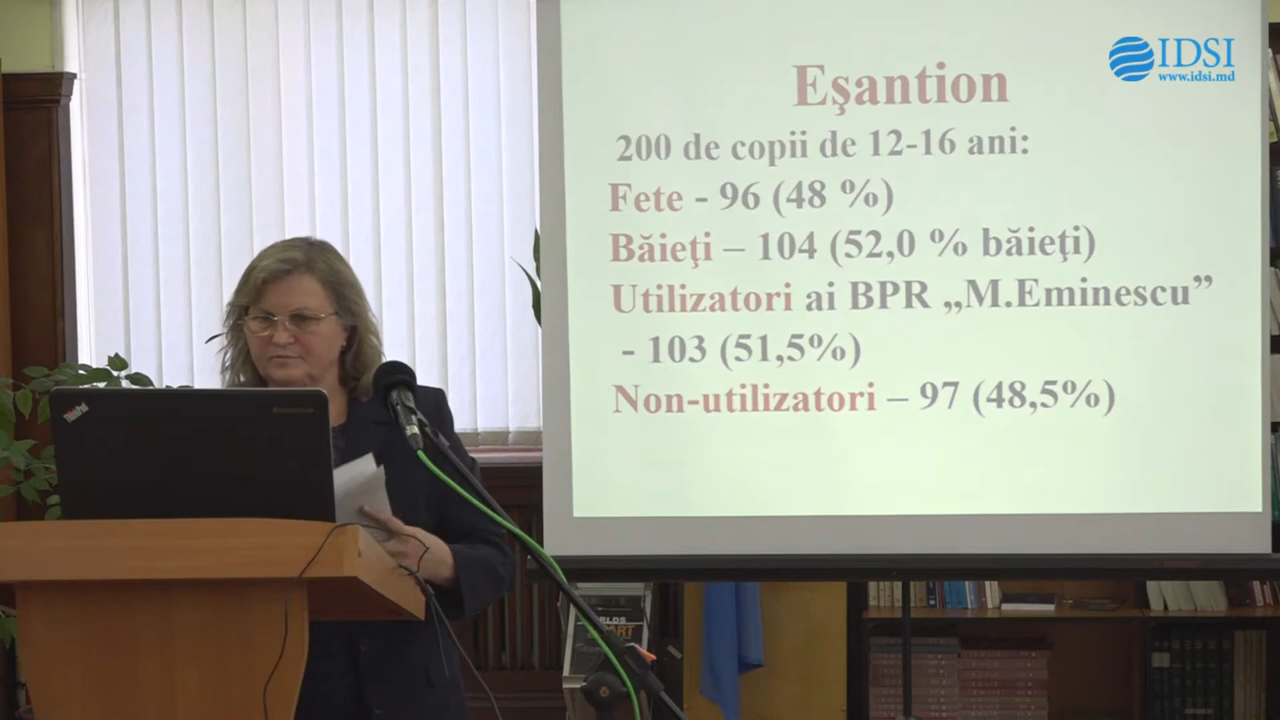 IDSI
www.idsi.md
Eşantion
200 de copii de 12-16 ani:
Fete - 96 (48 %)
Băieţi – 104 (52,0 % băieţi)
Utilizatori ai BPR „M.Eminescu”
- 103 (51,5%)
Non-utilizatori – 97 (48,5%)
ThinkPad